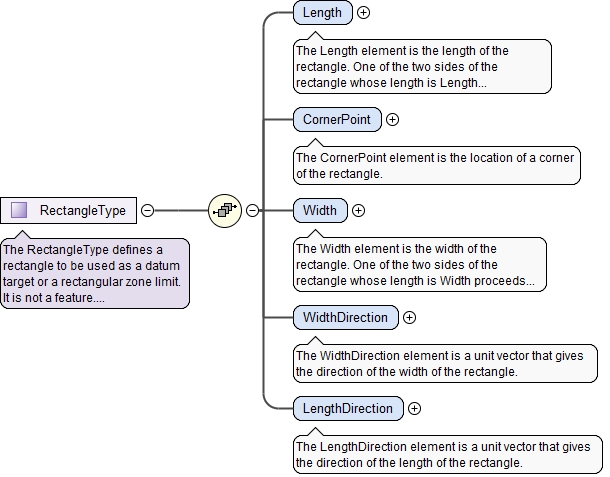 Length
The Length element is the length of the
rectangle. One of the two sides of the
rectangle whose length is Length...
CornerPoint
The CornerPoint element is the location of a corner
of the rectangle.
RectangleType
The RectangleType defines a
rectangle to be used as a datum
target or a rectangular zone limit.
It is not a feature....
Width
The Width element is the width of the
rectangle. One of the two sides of the
rectangle whose length is Width proceeds...
WidthDirection
The WidthDirection element is a unit vector that gives
the direction of the width of the rectangle.
LengthDirection
The LengthDirection element is a unit vector that gives
the direction of the length of the rectangle.